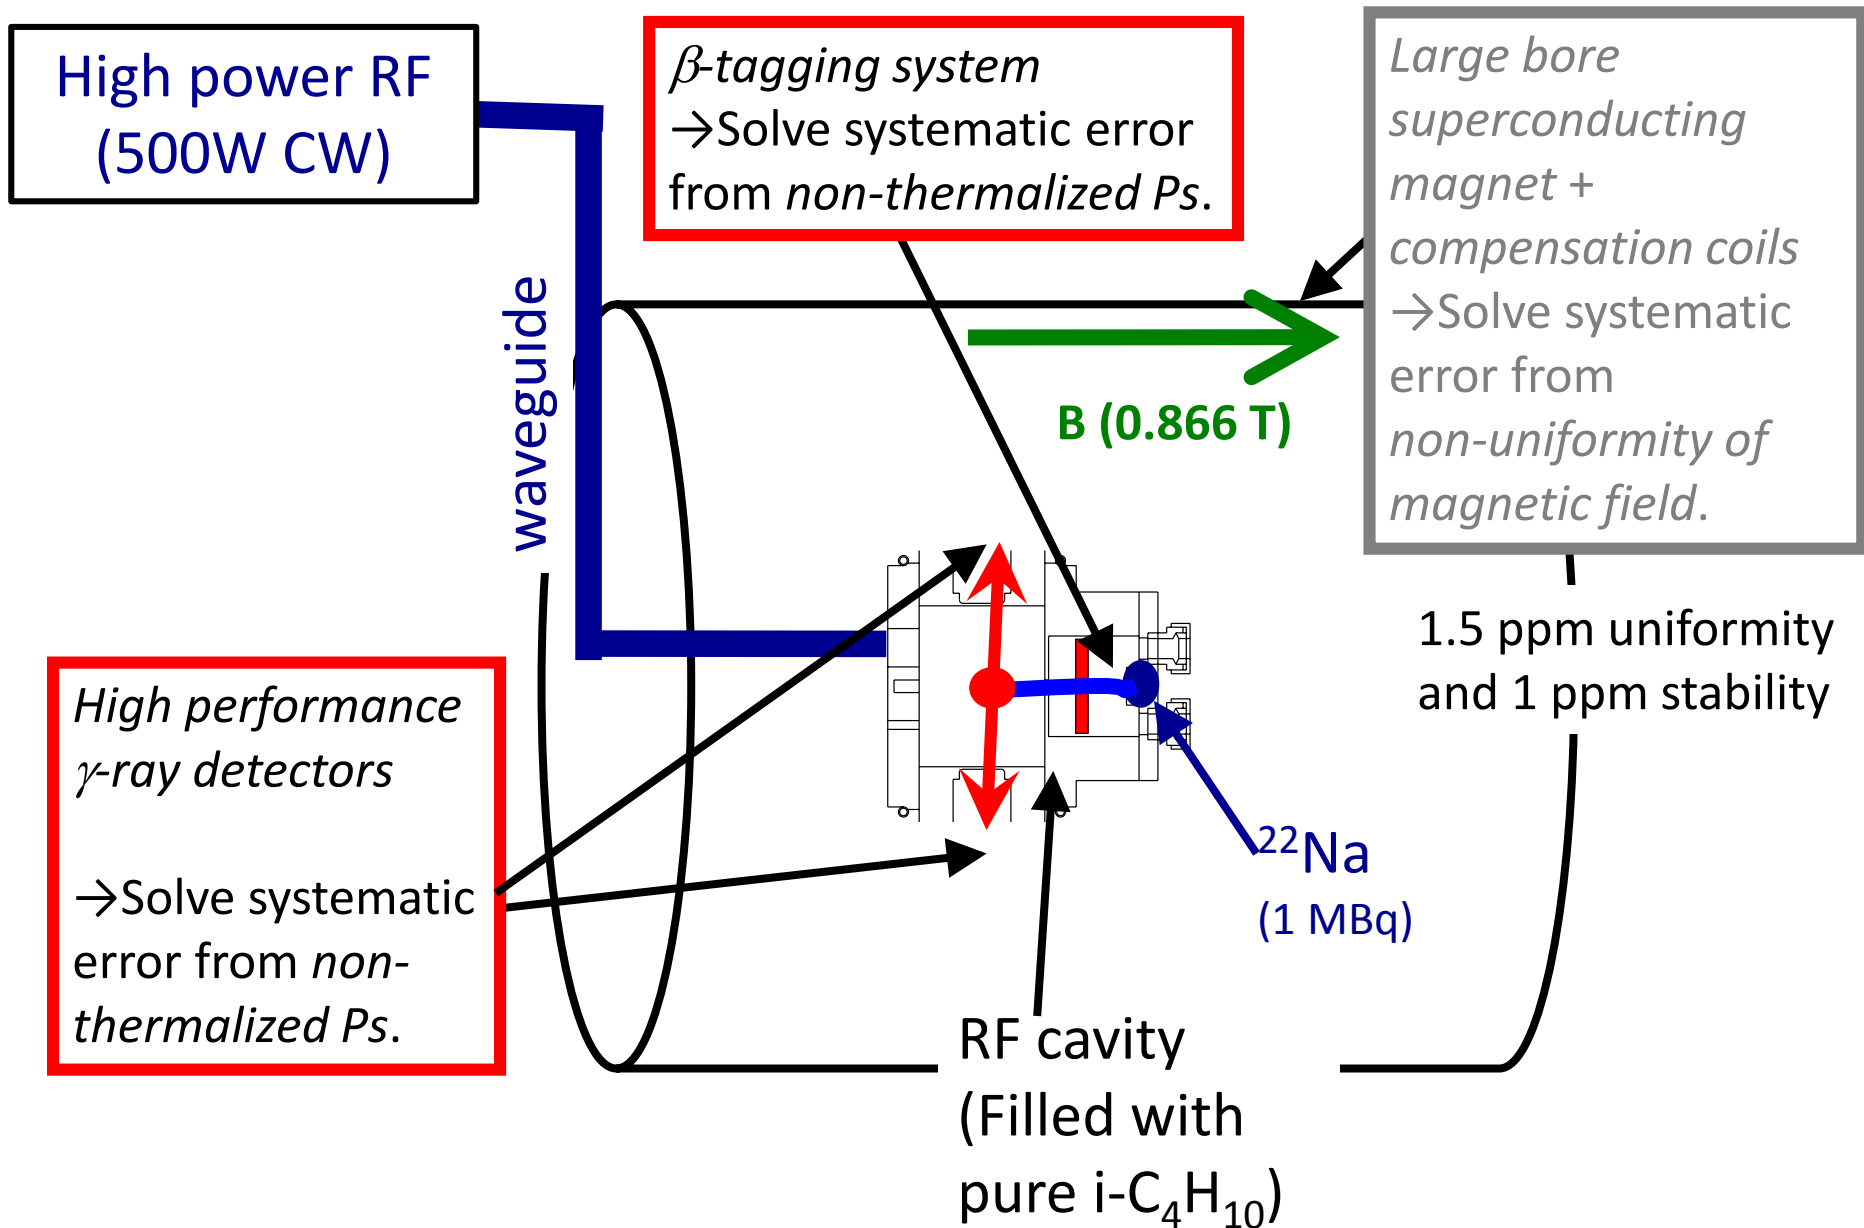 High power RF
(500W CW)
β-tagging system
→Solve systematic error
from non-thermalized Ps.
Large bore
superconducting
magnet +
compensation coils
→Solve systematic
error from
non-uniformity of
magnetic field.
waveguide
B (0.866 T)
1.5 ppm uniformity
and 1 ppm stability
High performance
γ-ray detectors
→Solve systematic
error from non-
thermalized Ps.
²²Na
(1 MBq)
RF cavity
(Filled with
pure i-C₄H₁₀)